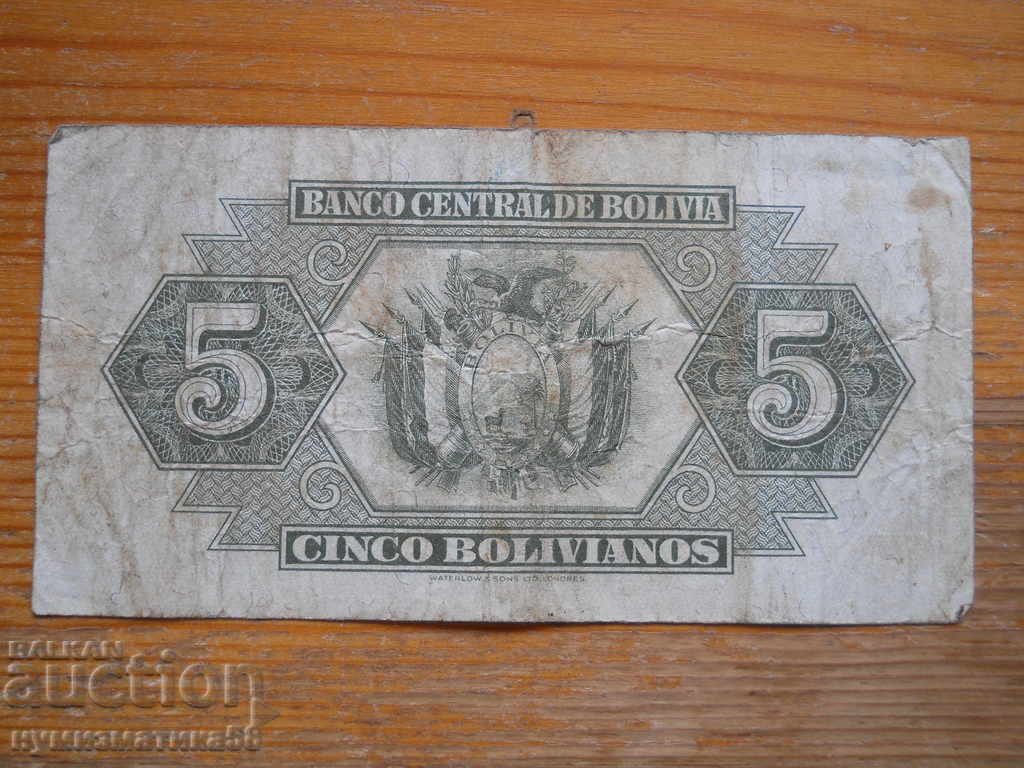 BANCO CENTRAL DE BOLIVIA
5 5
BOLIVIA
CINCO BOLIVIANOS
WATERLOW & SONS LTD. LONDRES
BALKAN
auction
нумизматика58